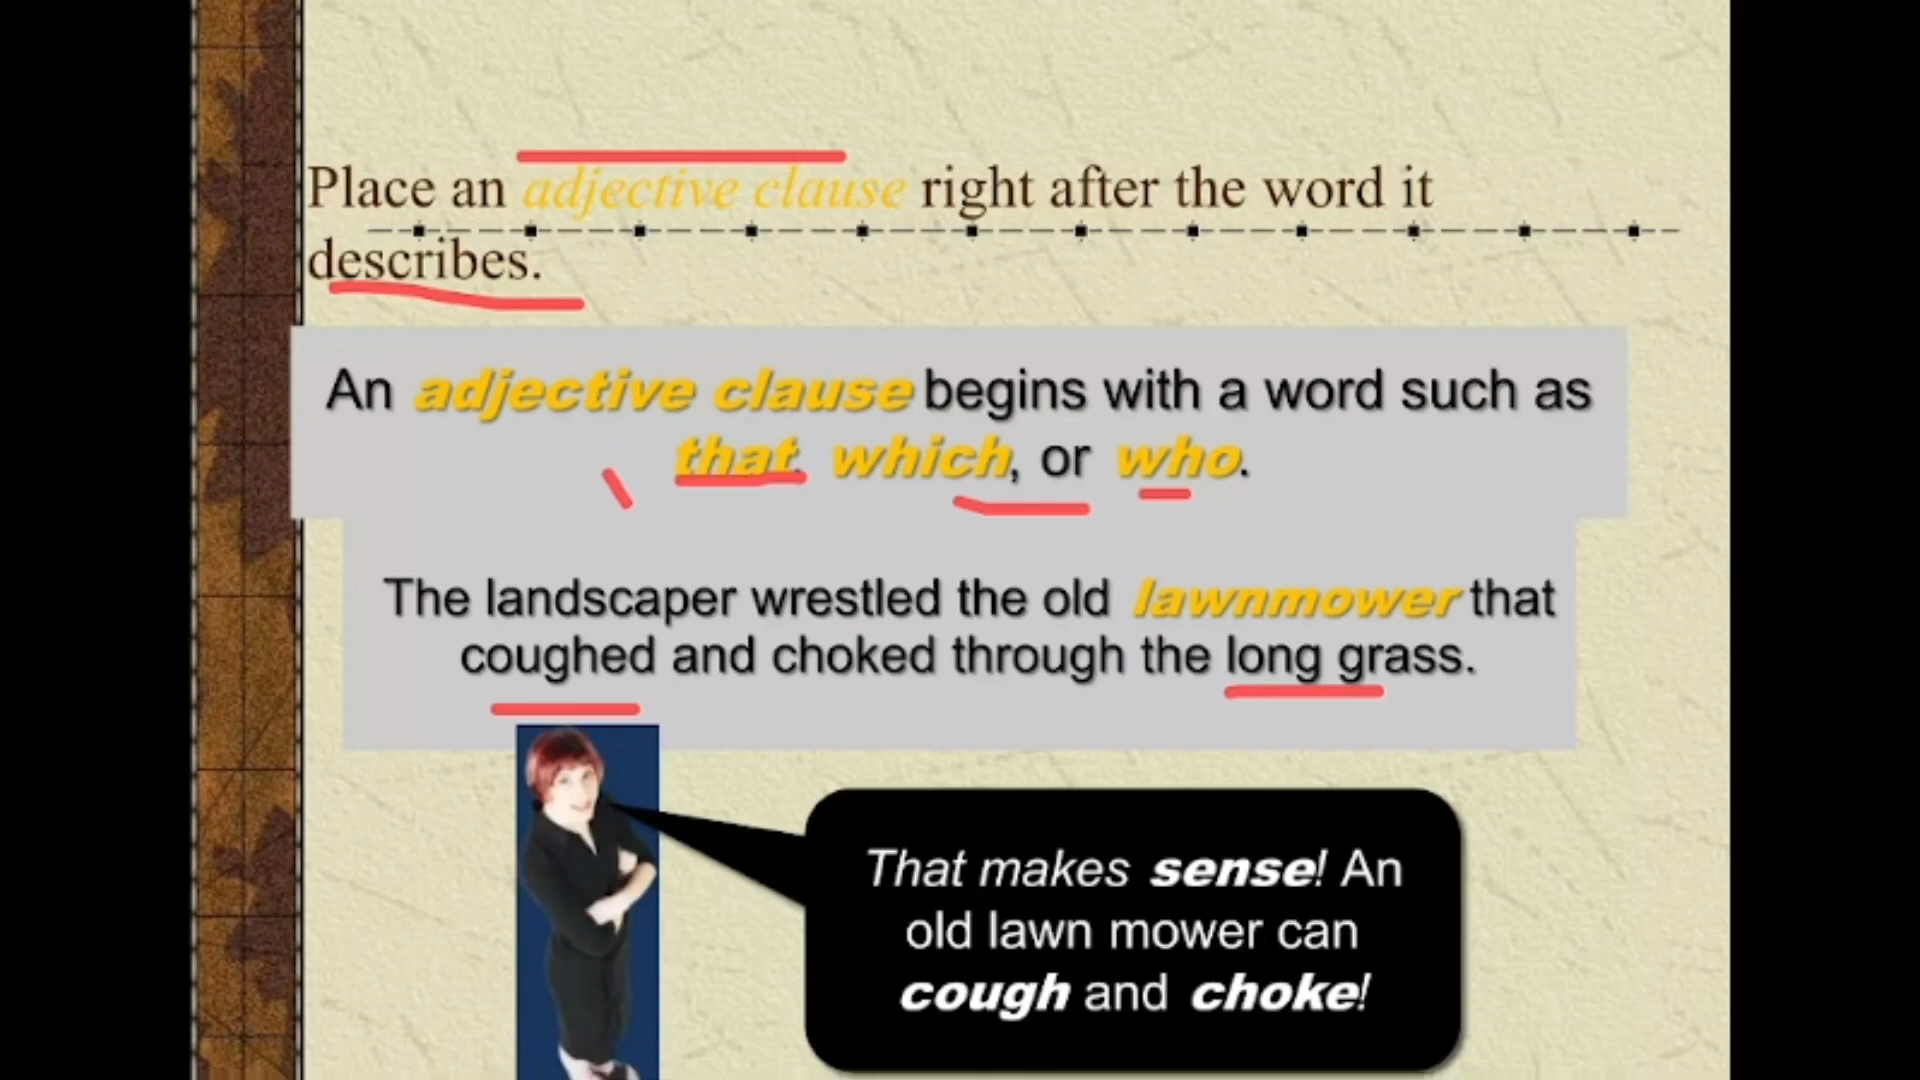 Place an adjective clause right after the word it
describes.
An adjective clause begins with a word such as
that, which, or who.
The landscaper wrestled the old lawnmower that
coughed and choked through the long grass.
That makes sense! An
old lawn mower can
cough and choke!